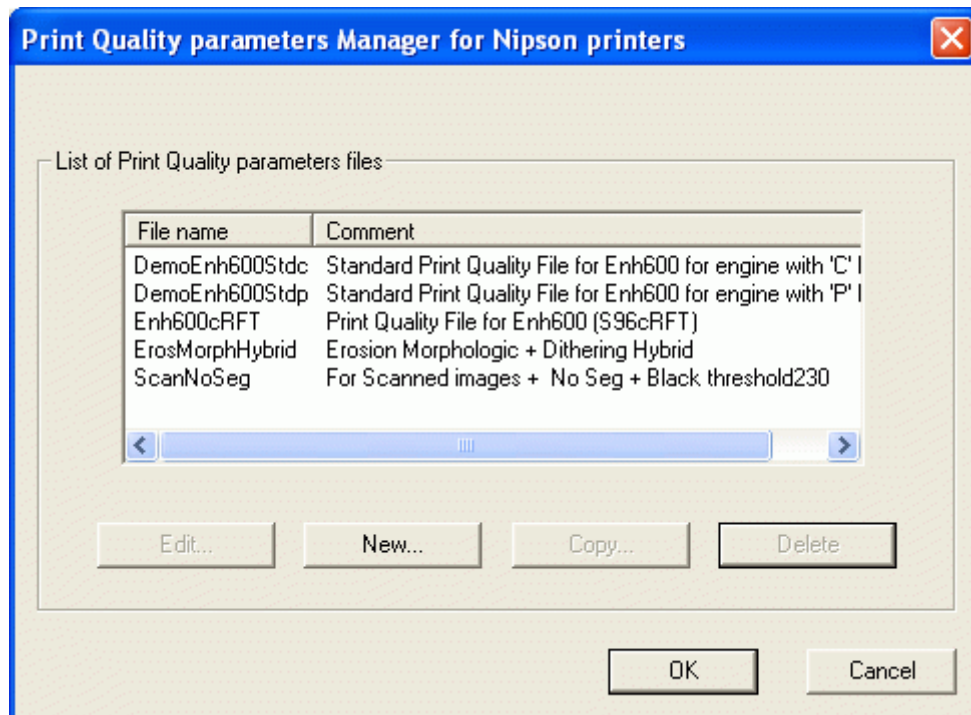 Print Quality parameters Manager for Nipson printers
List of Print Quality parameters files
File name Comment
DemoEnh600Stdc Standard Print Quality File for Enh600 for engine with 'C'
DemoEnh600Stdp Standard Print Quality File for Enh600 for engine with 'P'
Enh600cRFT Print Quality File for Enh600 (S96cRFT)
ErosMorphHybrid Erosion Morphologic + Dithering Hybrid
ScanNoSeg For Scanned images + No Seg + Black threshold230
Edit... New... Copy... Delete
OK Cancel